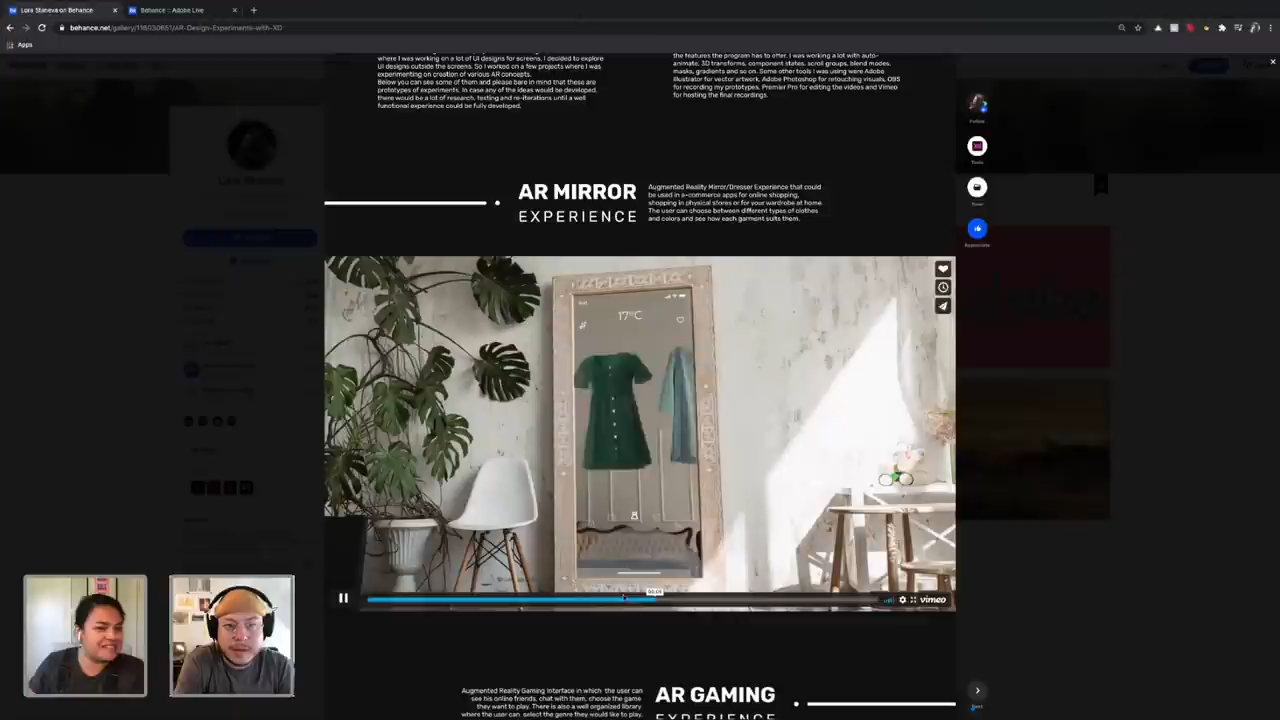 Lora Staneva on Behance
Behance :: Adobe Live
behance.net/gallery/116030651/AR-Design-Experiments-with-XD
Apps
where I was working on a lot of UI designs for screens, I decided to explore
UI designs outside the screens. So I worked on a few projects where I was
experimenting on creation of various AR concepts.
Below you can see some of them and please bare in mind that these are
prototypes of experiments. In case any of the ideas would be developed,
there would be a lot of research, testing and re-iterations until a well
functional experience could be fully developed.
the features the program has to offer. I was working a lot with auto-
animate, 3D transforms, component states, scroll groups, blend modes,
masks, gradients and so on. Some other tools I was using were Adobe
Illustrator for vector artwork, Adobe Photoshop for retouching visuals, OBS
for recording my prototypes, Premier Pro for editing the videos and Vimeo
for hosting the final recordings.
Follow
Tools
Save
Appreciate
AR MIRROR
EXPERIENCE
Augmented Reality Mirror/Dresser Experience that could
be used in e-commerce apps for online shopping,
shopping in physical stores or for your wardrobe at home.
The user can choose between different types of clothes
and colors and see how each garment suits them.
17°C
vimeo
Augmented Reality Gaming Interface in which the user can
see his online friends, chat with them, choose the game
they want to play. There is also a well organized library
where the user can select the genre they would like to play.
AR GAMING
EXPERIENCE
Next